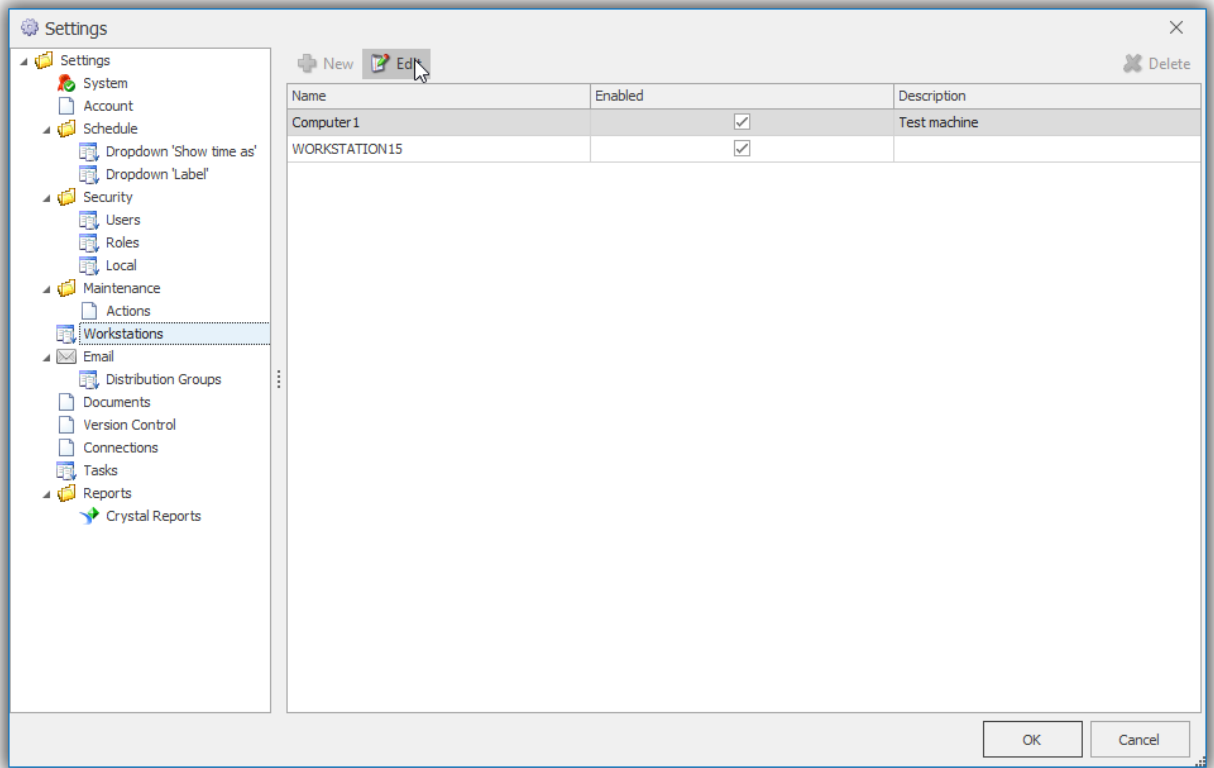 Settings
Settings
System
Account
Schedule
Dropdown 'Show time as'
Dropdown 'Label'
Security
Users
Roles
Local
Maintenance
Actions
Workstations
Email
Distribution Groups
Documents
Version Control
Connections
Tasks
Reports
Crystal Reports
New Edit Delete
Name Enabled Description
Computer1 Test machine
WORKSTATION15
OK Cancel